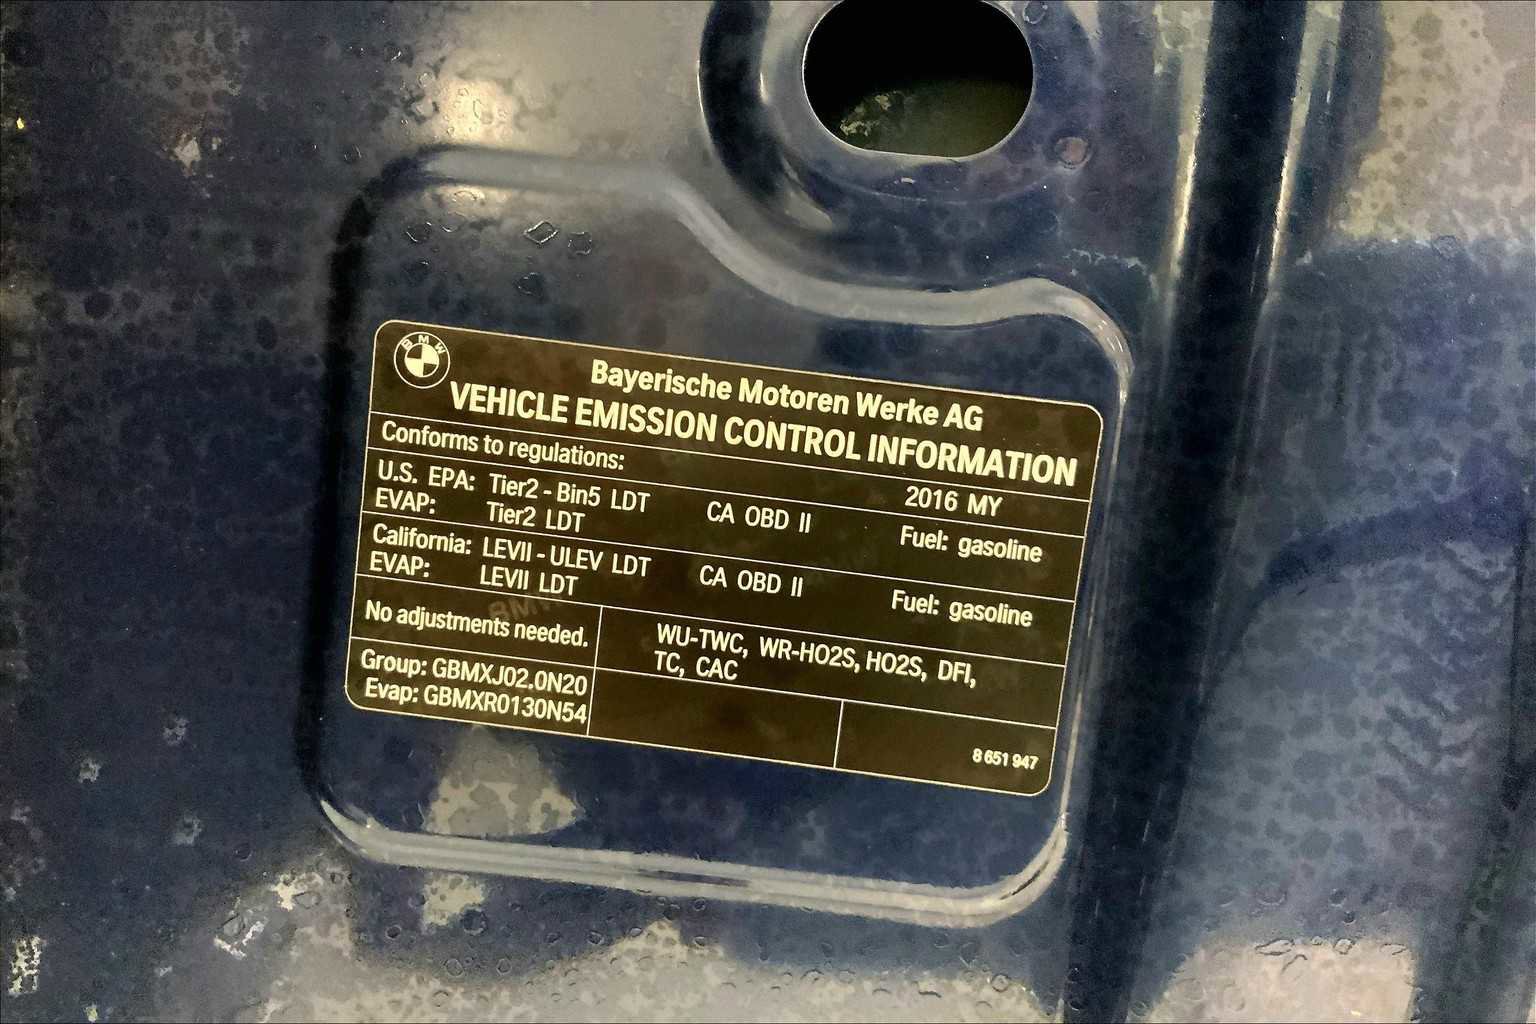 BMW
Bayerische Motoren Werke AG
VEHICLE EMISSION CONTROL INFORMATION
Conforms to regulations: 2016 MY
U.S. EPA: Tier2 - Bin5 LDT CA OBD II Fuel: gasoline
EVAP: Tier2 LDT
California: LEVII - ULEV LDT CA OBD II Fuel: gasoline
EVAP: LEVII LDT
No adjustments needed. WU-TWC, WR-HO2S, HO2S, DFI,
TC, CAC
Group: GBMXJ02.0N20
Evap: GBMXR0130N54
8 651 947